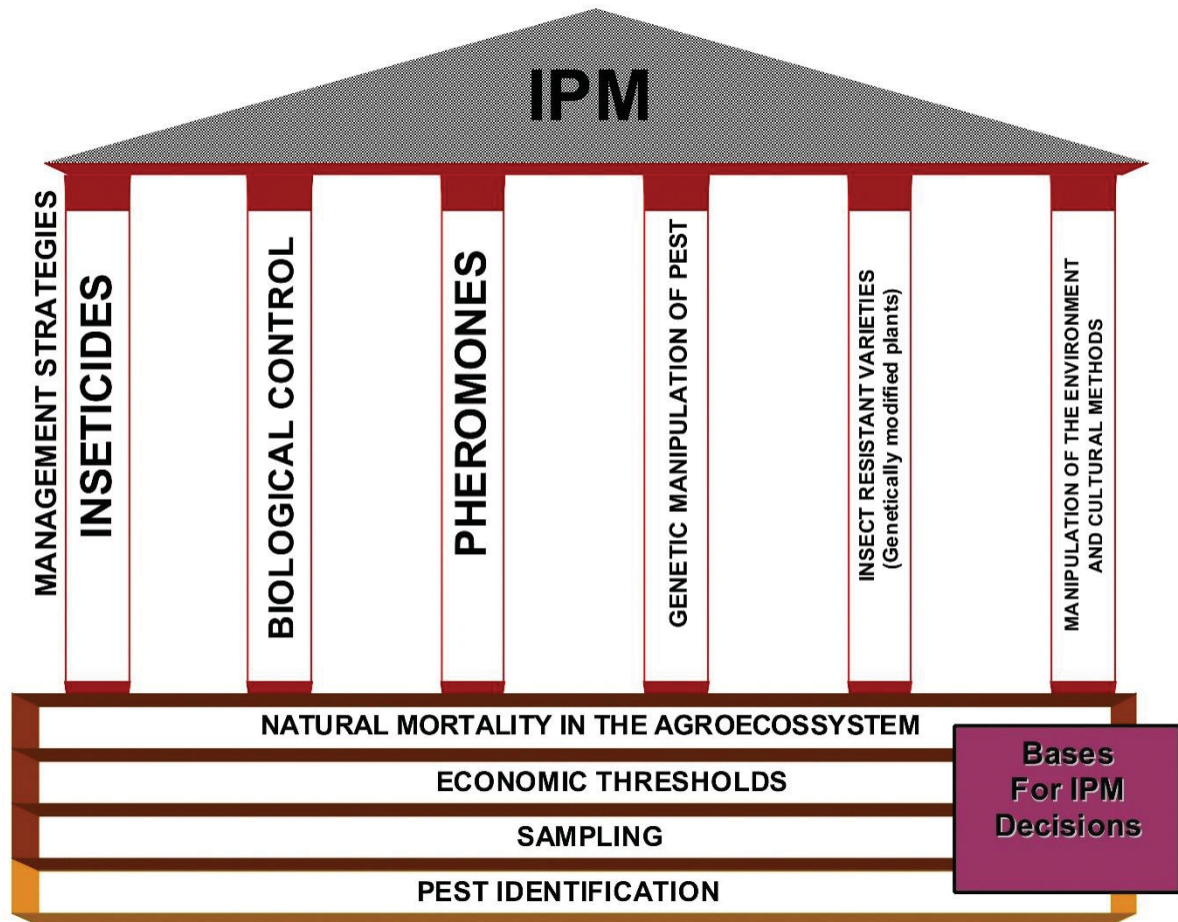 IPM
MANAGEMENT STRATEGIES
INSETICIDES
BIOLOGICAL CONTROL
PHEROMONES
GENETIC MANIPULATION OF PEST
INSECT RESISTANT VARIETIES
(Genetically modified plants)
MANIPULATION OF THE ENVIRONMENT
AND CULTURAL METHODS
NATURAL MORTALITY IN THE AGROECOSSYSTEM
ECONOMIC THRESHOLDS
SAMPLING
PEST IDENTIFICATION
Bases
For IPM
Decisions